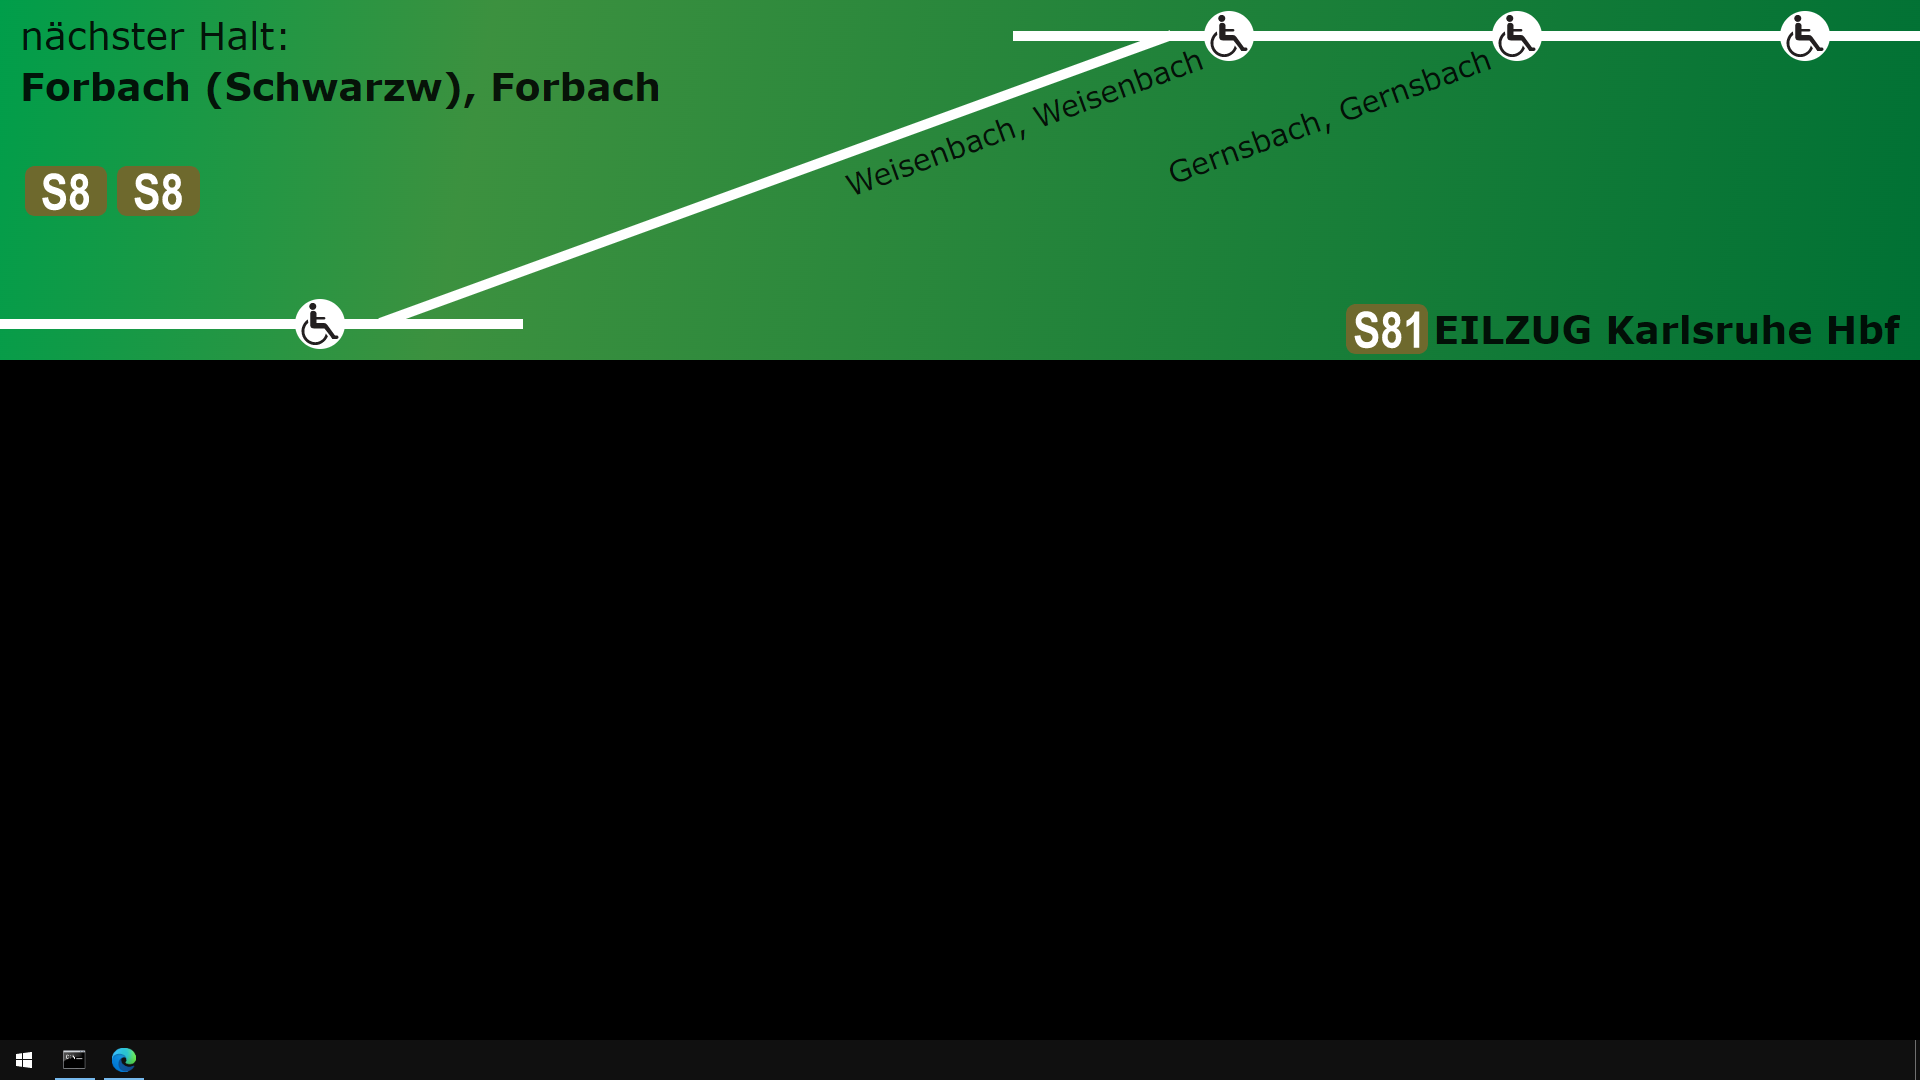 nächster Halt:
Forbach (Schwarzw), Forbach
Weisenbach, Weisenbach
Gernsbach, Gernsbach
S8 S8
S81 EILZUG Karlsruhe Hbf